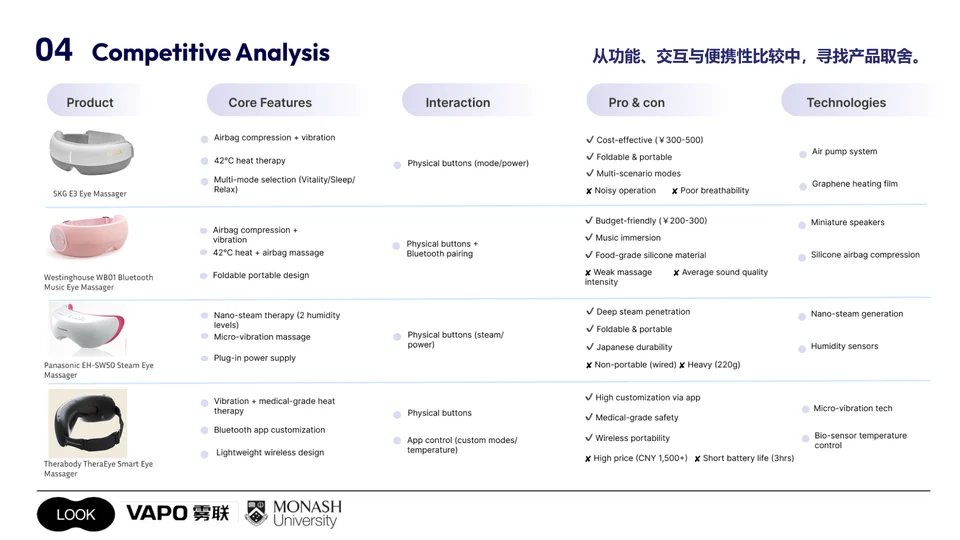 04 Competitive Analysis
从功能、交互与便携性比较中，寻找产品取舍。
Product
Core Features
Interaction
Pro & con
Technologies
SKG E3 Eye Massager
Airbag compression + vibration
42°C heat therapy
Multi-mode selection (Vitality/Sleep/
Relax)
Physical buttons (mode/power)
✓ Cost-effective (￥300-500)
✓ Foldable & portable
✓ Multi-scenario modes
✘ Noisy operation ✘ Poor breathability
Air pump system
Graphene heating film
Westinghouse WB01 Bluetooth
Music Eye Massager
Airbag compression +
vibration
42°C heat + airbag massage
Foldable portable design
Physical buttons +
Bluetooth pairing
✓ Budget-friendly (￥200-300)
✓ Music immersion
✓ Food-grade silicone material
✘ Weak massage ✘ Average sound quality
intensity
Miniature speakers
Silicone airbag compression
Panasonic EH-SW50 Steam Eye
Massager
Nano-steam therapy (2 humidity
levels)
Micro-vibration massage
Plug-in power supply
Physical buttons (steam/
power)
✓ Deep steam penetration
✓ Foldable & portable
✓ Japanese durability
✘ Non-portable (wired) ✘ Heavy (220g)
Nano-steam generation
Humidity sensors
Therabody TheraEye Smart Eye
Massager
Vibration + medical-grade heat
therapy
Bluetooth app customization
Lightweight wireless design
Physical buttons
App control (custom modes/
temperature)
✓ High customization via app
✓ Medical-grade safety
✓ Wireless portability
✘ High price (CNY 1,500+) ✘ Short battery life (3hrs)
Micro-vibration tech
Bio-sensor temperature
control
LOOK
VAPO 雾联
MONASH
University